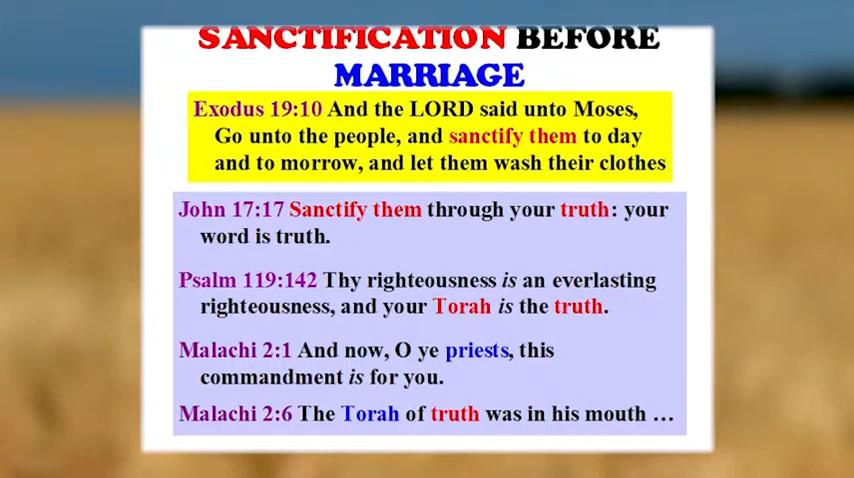 SANCTIFICATION BEFORE
MARRIAGE
Exodus 19:10 And the LORD said unto Moses,
Go unto the people, and sanctify them to day
and to morrow, and let them wash their clothes
John 17:17 Sanctify them through your truth: your
word is truth.
Psalm 119:142 Thy righteousness is an everlasting
righteousness, and your Torah is the truth.
Malachi 2:1 And now, O ye priests, this
commandment is for you.
Malachi 2:6 The Torah of truth was in his mouth …